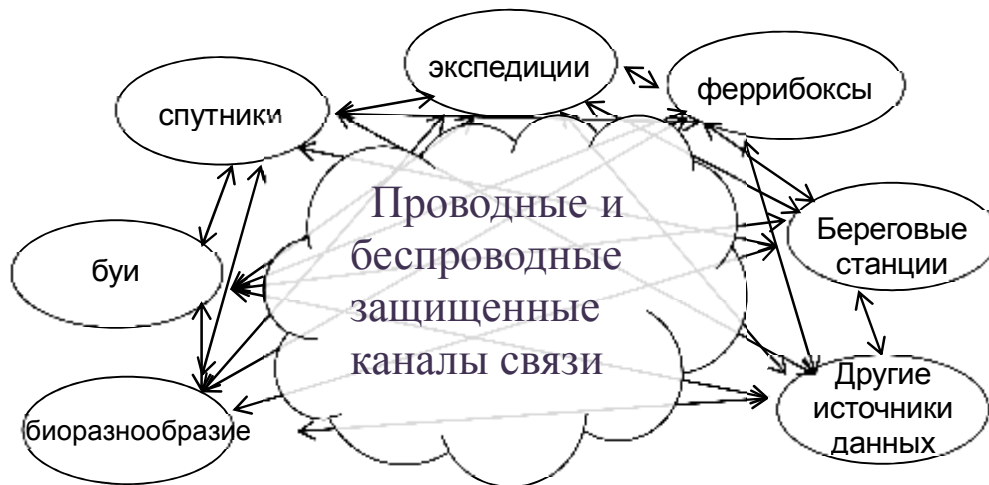 экспедиции
феррибоксы
спутники
Проводные и
беспроводные
защищенные
каналы связи
Береговые
станции
буи
Другие
источники
данных
биоразнообразие